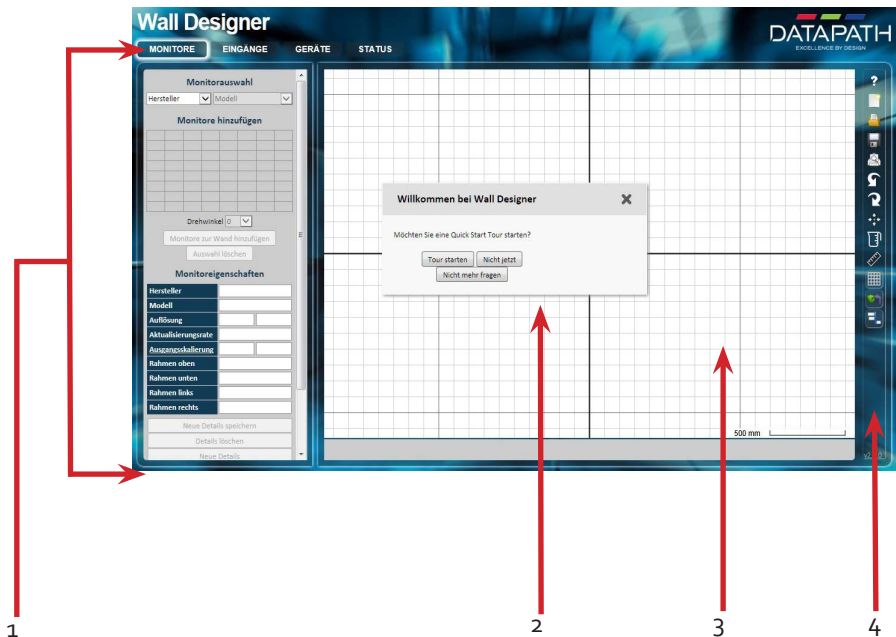 Wall Designer
DATAPATH
EXCELLENCE BY DESIGN
MONITORE EINGÄNGE GERÄTE STATUS
Monitorauswahl
Hersteller Modell
Monitore hinzufügen
Drehwinkel 0
Monitore zur Wand hinzufügen
Auswahl löschen
Monitoreigenschaften
Hersteller
Modell
Auflösung
Aktualisierungsrate
Ausgangsskalierung
Rahmen oben
Rahmen unten
Rahmen links
Rahmen rechts
Neue Details speichern
Details löschen
Neue Details
Willkommen bei Wall Designer
Möchten Sie eine Quick Start Tour starten?
Tour starten Nicht jetzt
Nicht mehr fragen
500 mm
1 2 3 4